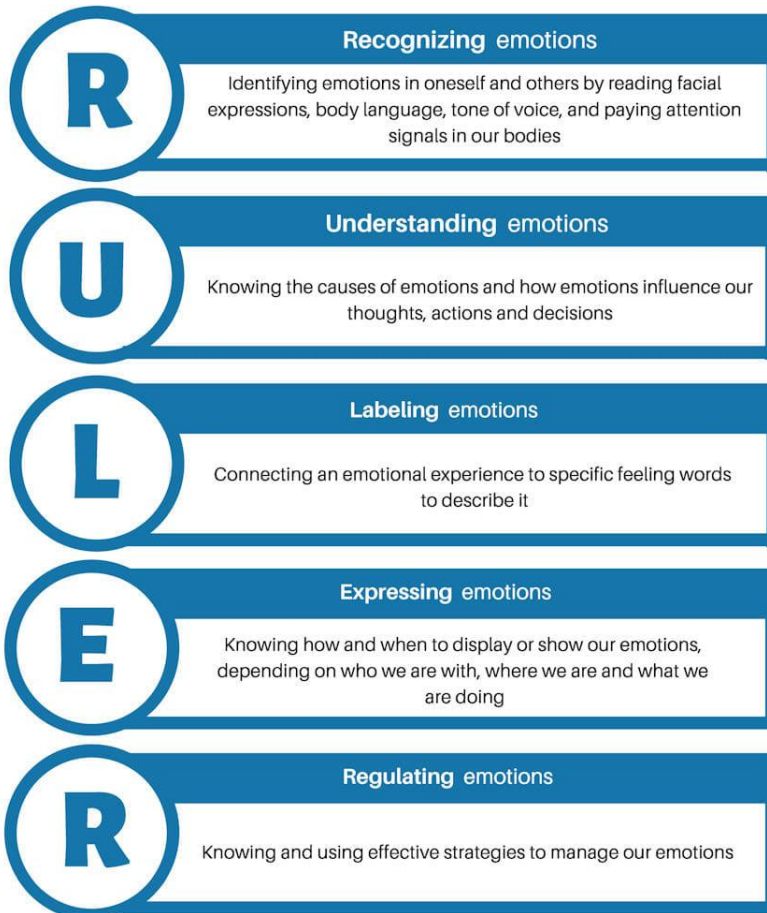 R
Recognizing emotions
Identifying emotions in oneself and others by reading facial
expressions, body language, tone of voice, and paying attention
signals in our bodies
U
Understanding emotions
Knowing the causes of emotions and how emotions influence our
thoughts, actions and decisions
L
Labeling emotions
Connecting an emotional experience to specific feeling words
to describe it
E
Expressing emotions
Knowing how and when to display or show our emotions,
depending on who we are with, where we are and what we
are doing
R
Regulating emotions
Knowing and using effective strategies to manage our emotions